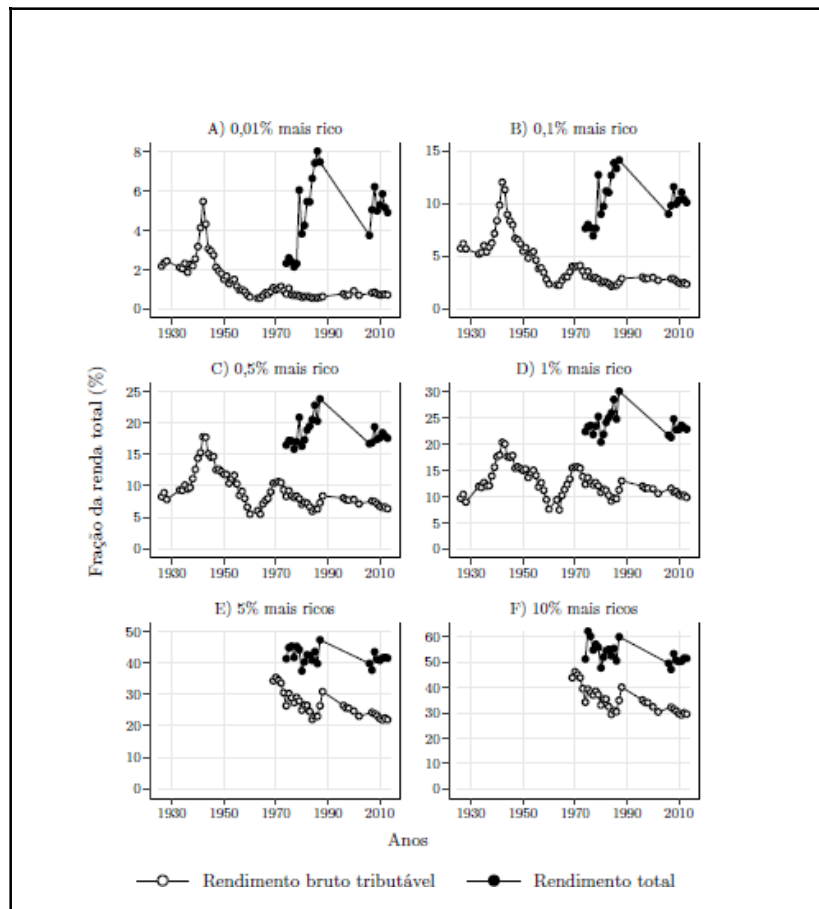 A) 0,01% mais rico
B) 0,1% mais rico
8
6
4
2
0
1930 1950 1970 1990 2010
15
10
5
0
1930 1950 1970 1990 2010
Fração da renda total (%)
C) 0,5% mais rico
D) 1% mais rico
25
20
15
10
5
0
1930 1950 1970 1990 2010
30
25
20
15
10
5
0
1930 1950 1970 1990 2010
E) 5% mais ricos
F) 10% mais ricos
50
40
30
20
10
0
1930 1950 1970 1990 2010
60
50
40
30
20
10
0
1930 1950 1970 1990 2010
Anos
Rendimento bruto tributável
Rendimento total